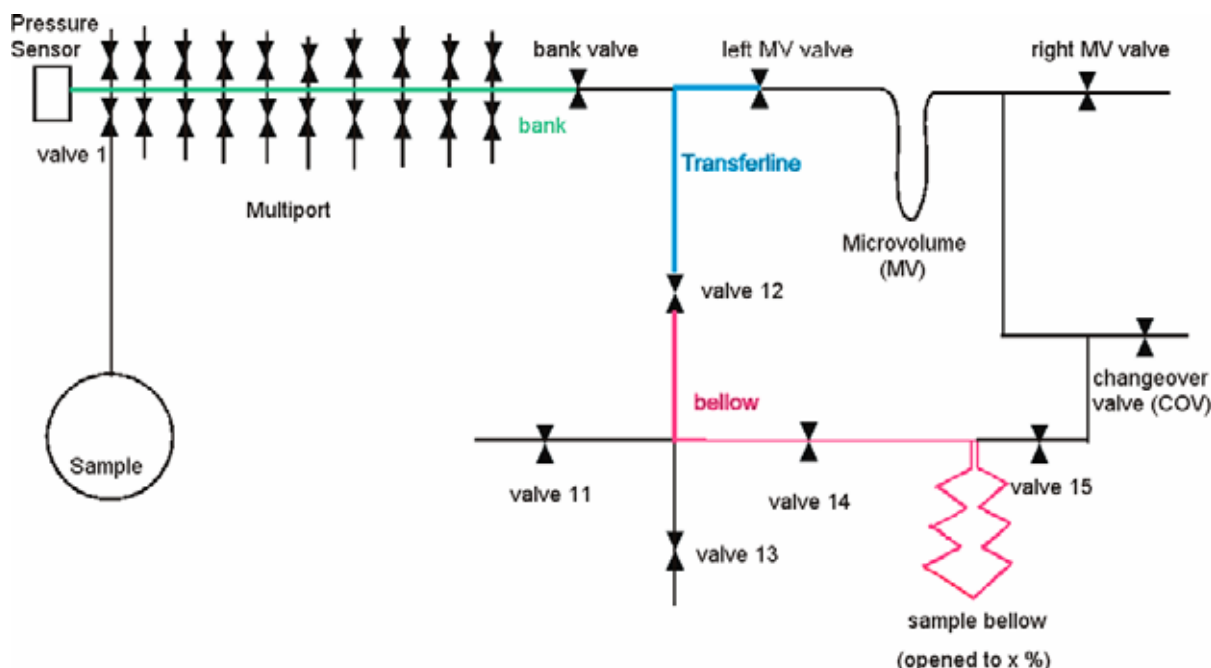 Pressure
Sensor
bank valve
left MV valve
right MV valve
bank
valve 1
Transferline
Multiport
Microvolume
(MV)
valve 12
changeover
valve (COV)
bellow
Sample
valve 11
valve 14
valve 15
valve 13
sample bellow
(opened to x %)